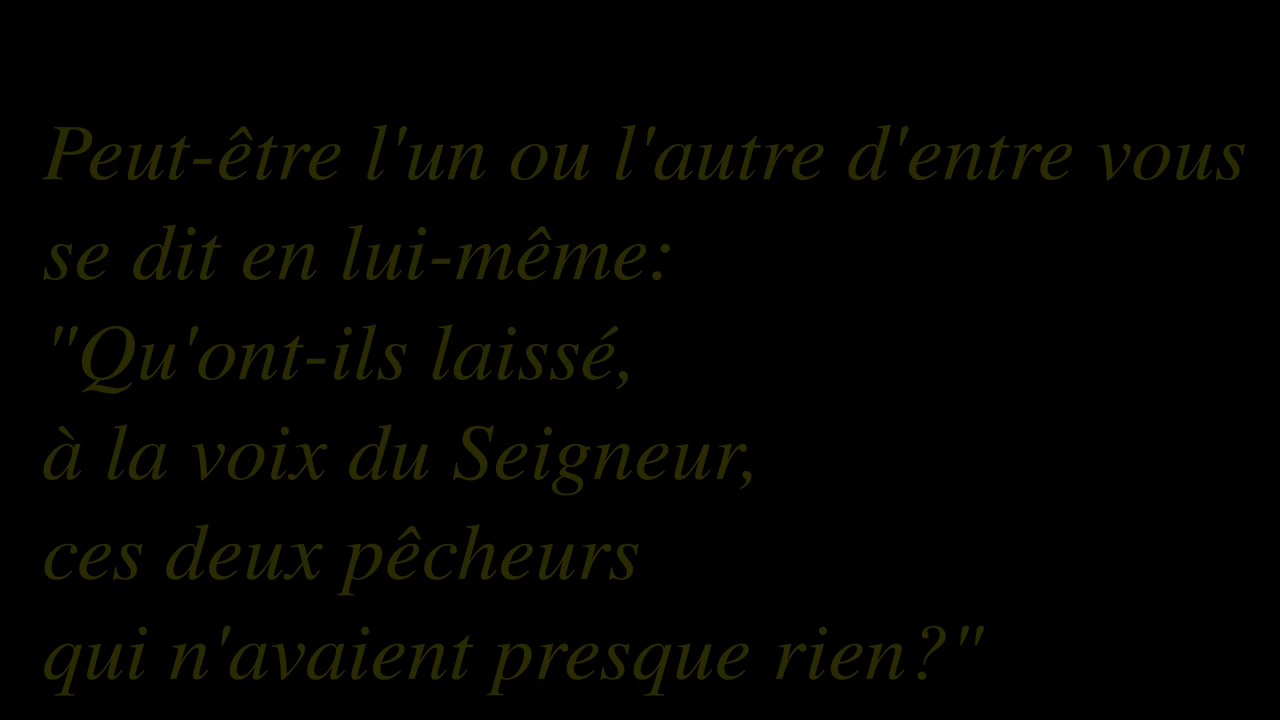 Peut-être l'un ou l'autre d'entre vous
se dit en lui-même:
"Qu'ont-ils laissé,
à la voix du Seigneur,
ces deux pêcheurs
qui n'avaient presque rien?"